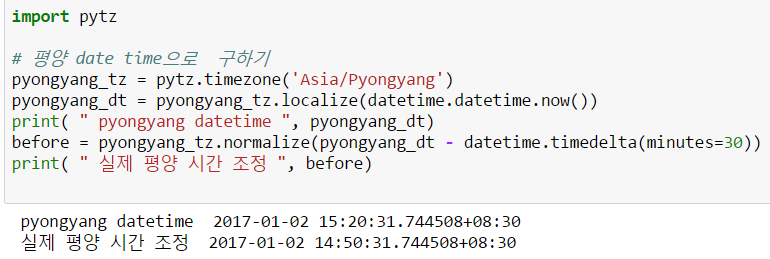 import pytz
# 평양 date time으로 구하기
pyongyang_tz = pytz.timezone('Asia/Pyongyang')
pyongyang_dt = pyongyang_tz.localize(datetime.datetime.now())
print( " pyongyang datetime ", pyongyang_dt)
before = pyongyang_tz.normalize(pyongyang_dt - datetime.timedelta(minutes=30))
print( " 실제 평양 시간 조정 ", before)
pyongyang datetime  2017-01-02 15:20:31.744508+08:30
실제 평양 시간 조정  2017-01-02 14:50:31.744508+08:30